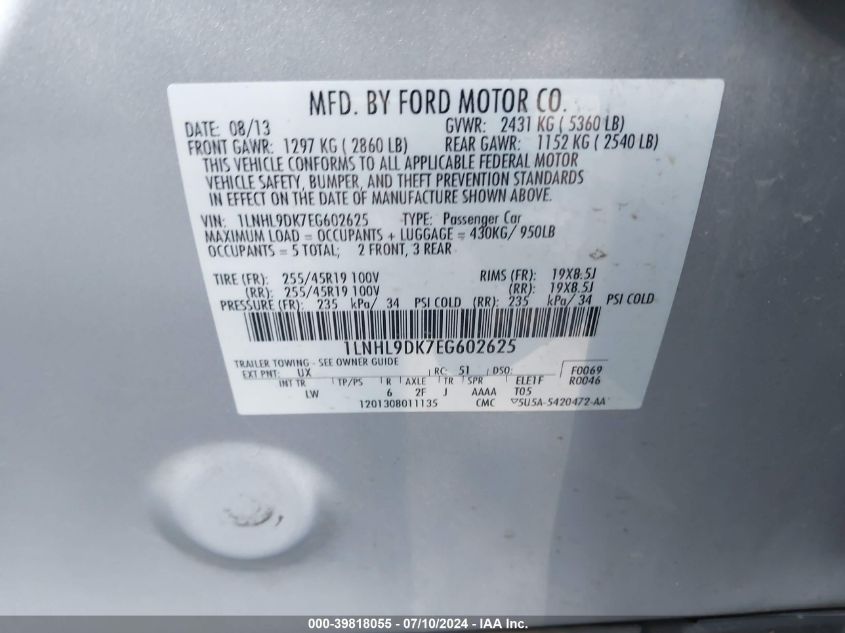 MFD. BY FORD MOTOR CO.
DATE: 08/13 GVWR: 2431 KG ( 5360 LB)
FRONT GAWR: 1297 KG ( 2860 LB) REAR GAWR: 1152 KG ( 2540 LB)
THIS VEHICLE CONFORMS TO ALL APPLICABLE FEDERAL MOTOR
VEHICLE SAFETY, BUMPER, AND THEFT PREVENTION STANDARDS
IN EFFECT ON THE DATE OF MANUFACTURE SHOWN ABOVE.
VIN: 1LNHL9DK7EG602625 TYPE: Passenger Car
MAXIMUM LOAD = OCCUPANTS + LUGGAGE = 430KG/ 950LB
OCCUPANTS = 5 TOTAL; 2 FRONT, 3 REAR
TIRE (FR): 255/45R19 100V RIMS (FR): 19X8.5J
(RR): 255/45R19 100V (RR): 19X8.5J
PRESSURE (FR): 235 kPa/ 34 PSI COLD (RR): 235 kPa/ 34 PSI COLD
1LNHL9DK7EG602625
TRAILER TOWING - SEE OWNER GUIDE
EXT PNT: UX RC: 51 DSO: F0069
INT TR TP/PS R AXLE TR SPR ELE1F R0046
LW 6 2F J AAAA T05
1201308011135 CMC ▽5U5A-5420472-AA
000-39818055 - 07/10/2024 - IAA Inc.